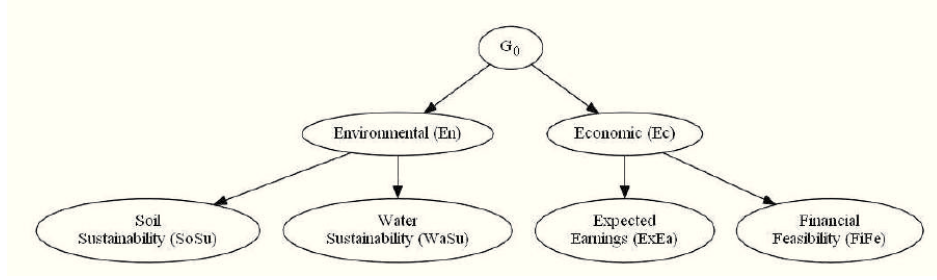 G0
Environmental (En)
Economic (Ec)
Soil
Sustainability (SoSu)
Water
Sustainability (WaSu)
Expected
Earnings (ExEa)
Financial
Feasibility (FiFe)